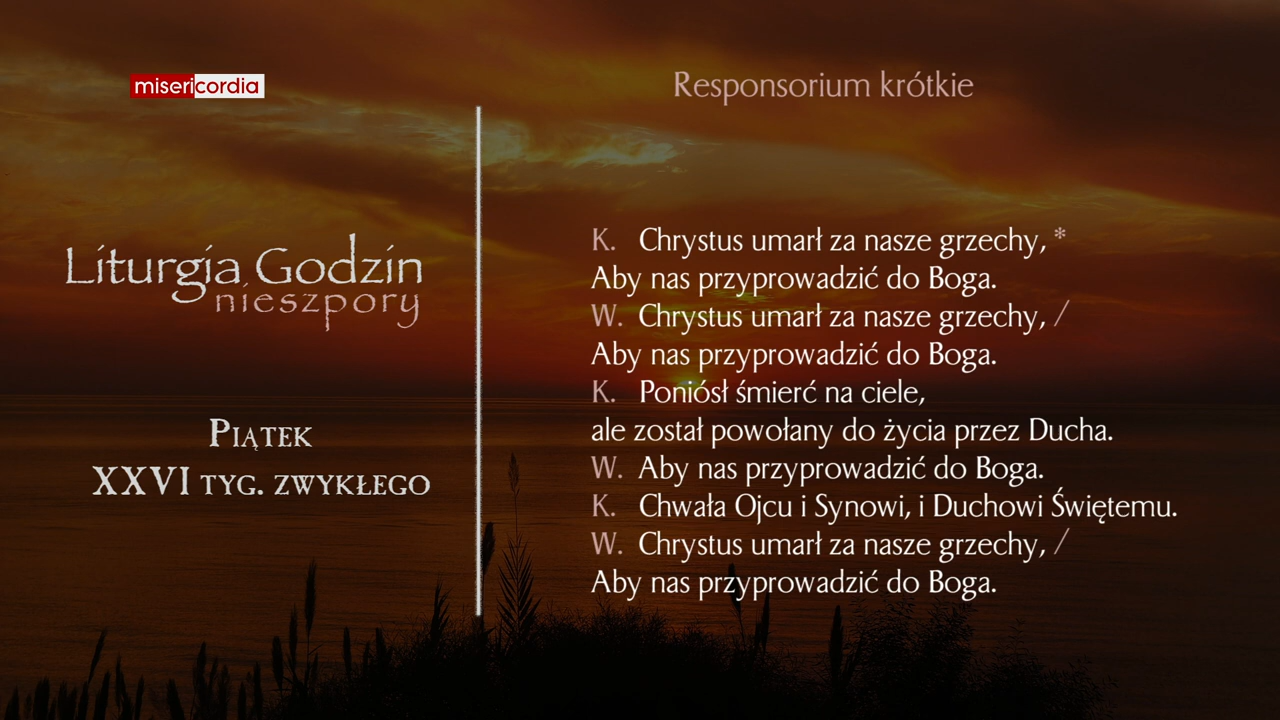 misericordia
Liturgia Godzin
nieszpory
Piątek
XXVI tyg. zwykłego
Responsorium krótkie
K. Chrystus umarł za nasze grzechy, *
Aby nas przyprowadzić do Boga.
W. Chrystus umarł za nasze grzechy, /
Aby nas przyprowadzić do Boga.
K. Poniósł śmierć na ciele,
ale został powołany do życia przez Ducha.
W. Aby nas przyprowadzić do Boga.
K. Chwała Ojcu i Synowi, i Duchowi Świętemu.
W. Chrystus umarł za nasze grzechy, /
Aby nas przyprowadzić do Boga.